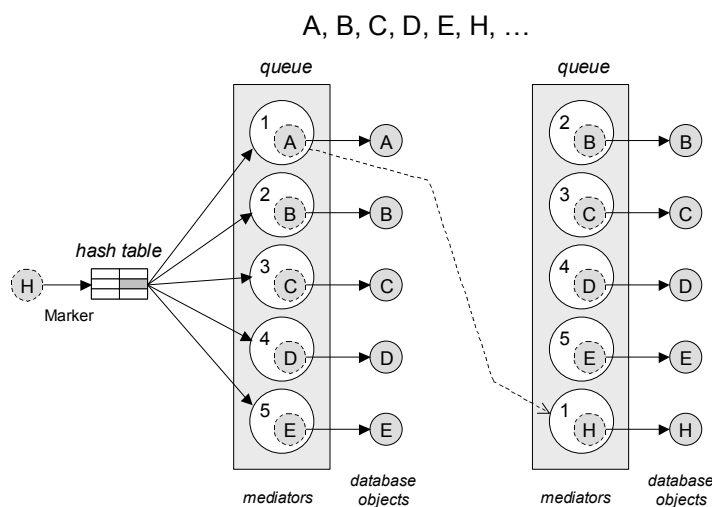 A, B, C, D, E, H, …
queue
queue
1
A
A
2
B
B
2
B
B
3
C
C
hash table
H
Marker
3
C
C
4
D
D
4
D
D
5
E
E
5
E
E
1
H
H
mediators
database
objects
mediators
database
objects